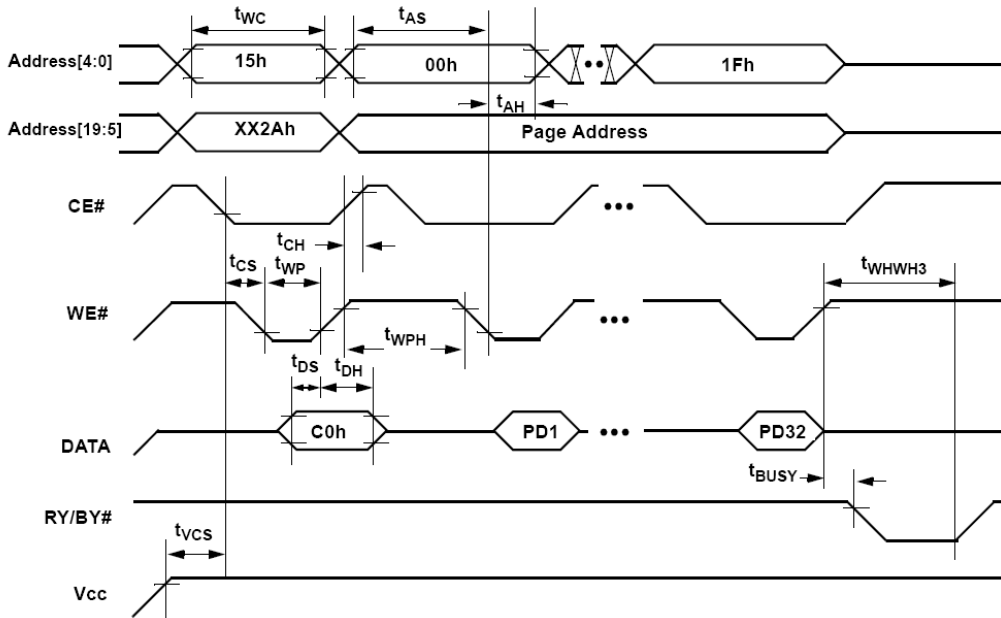 tWC tAS
Address[4:0] 15h 00h •• 1Fh
tAH
Address[19:5] XX2Ah Page Address
CE# •••
tCH
tCS tWP tWHWH3
WE# •••
tWPH
tDS tDH
DATA C0h PD1 ••• PD32
tBUSY
RY/BY#
tVCS
Vcc